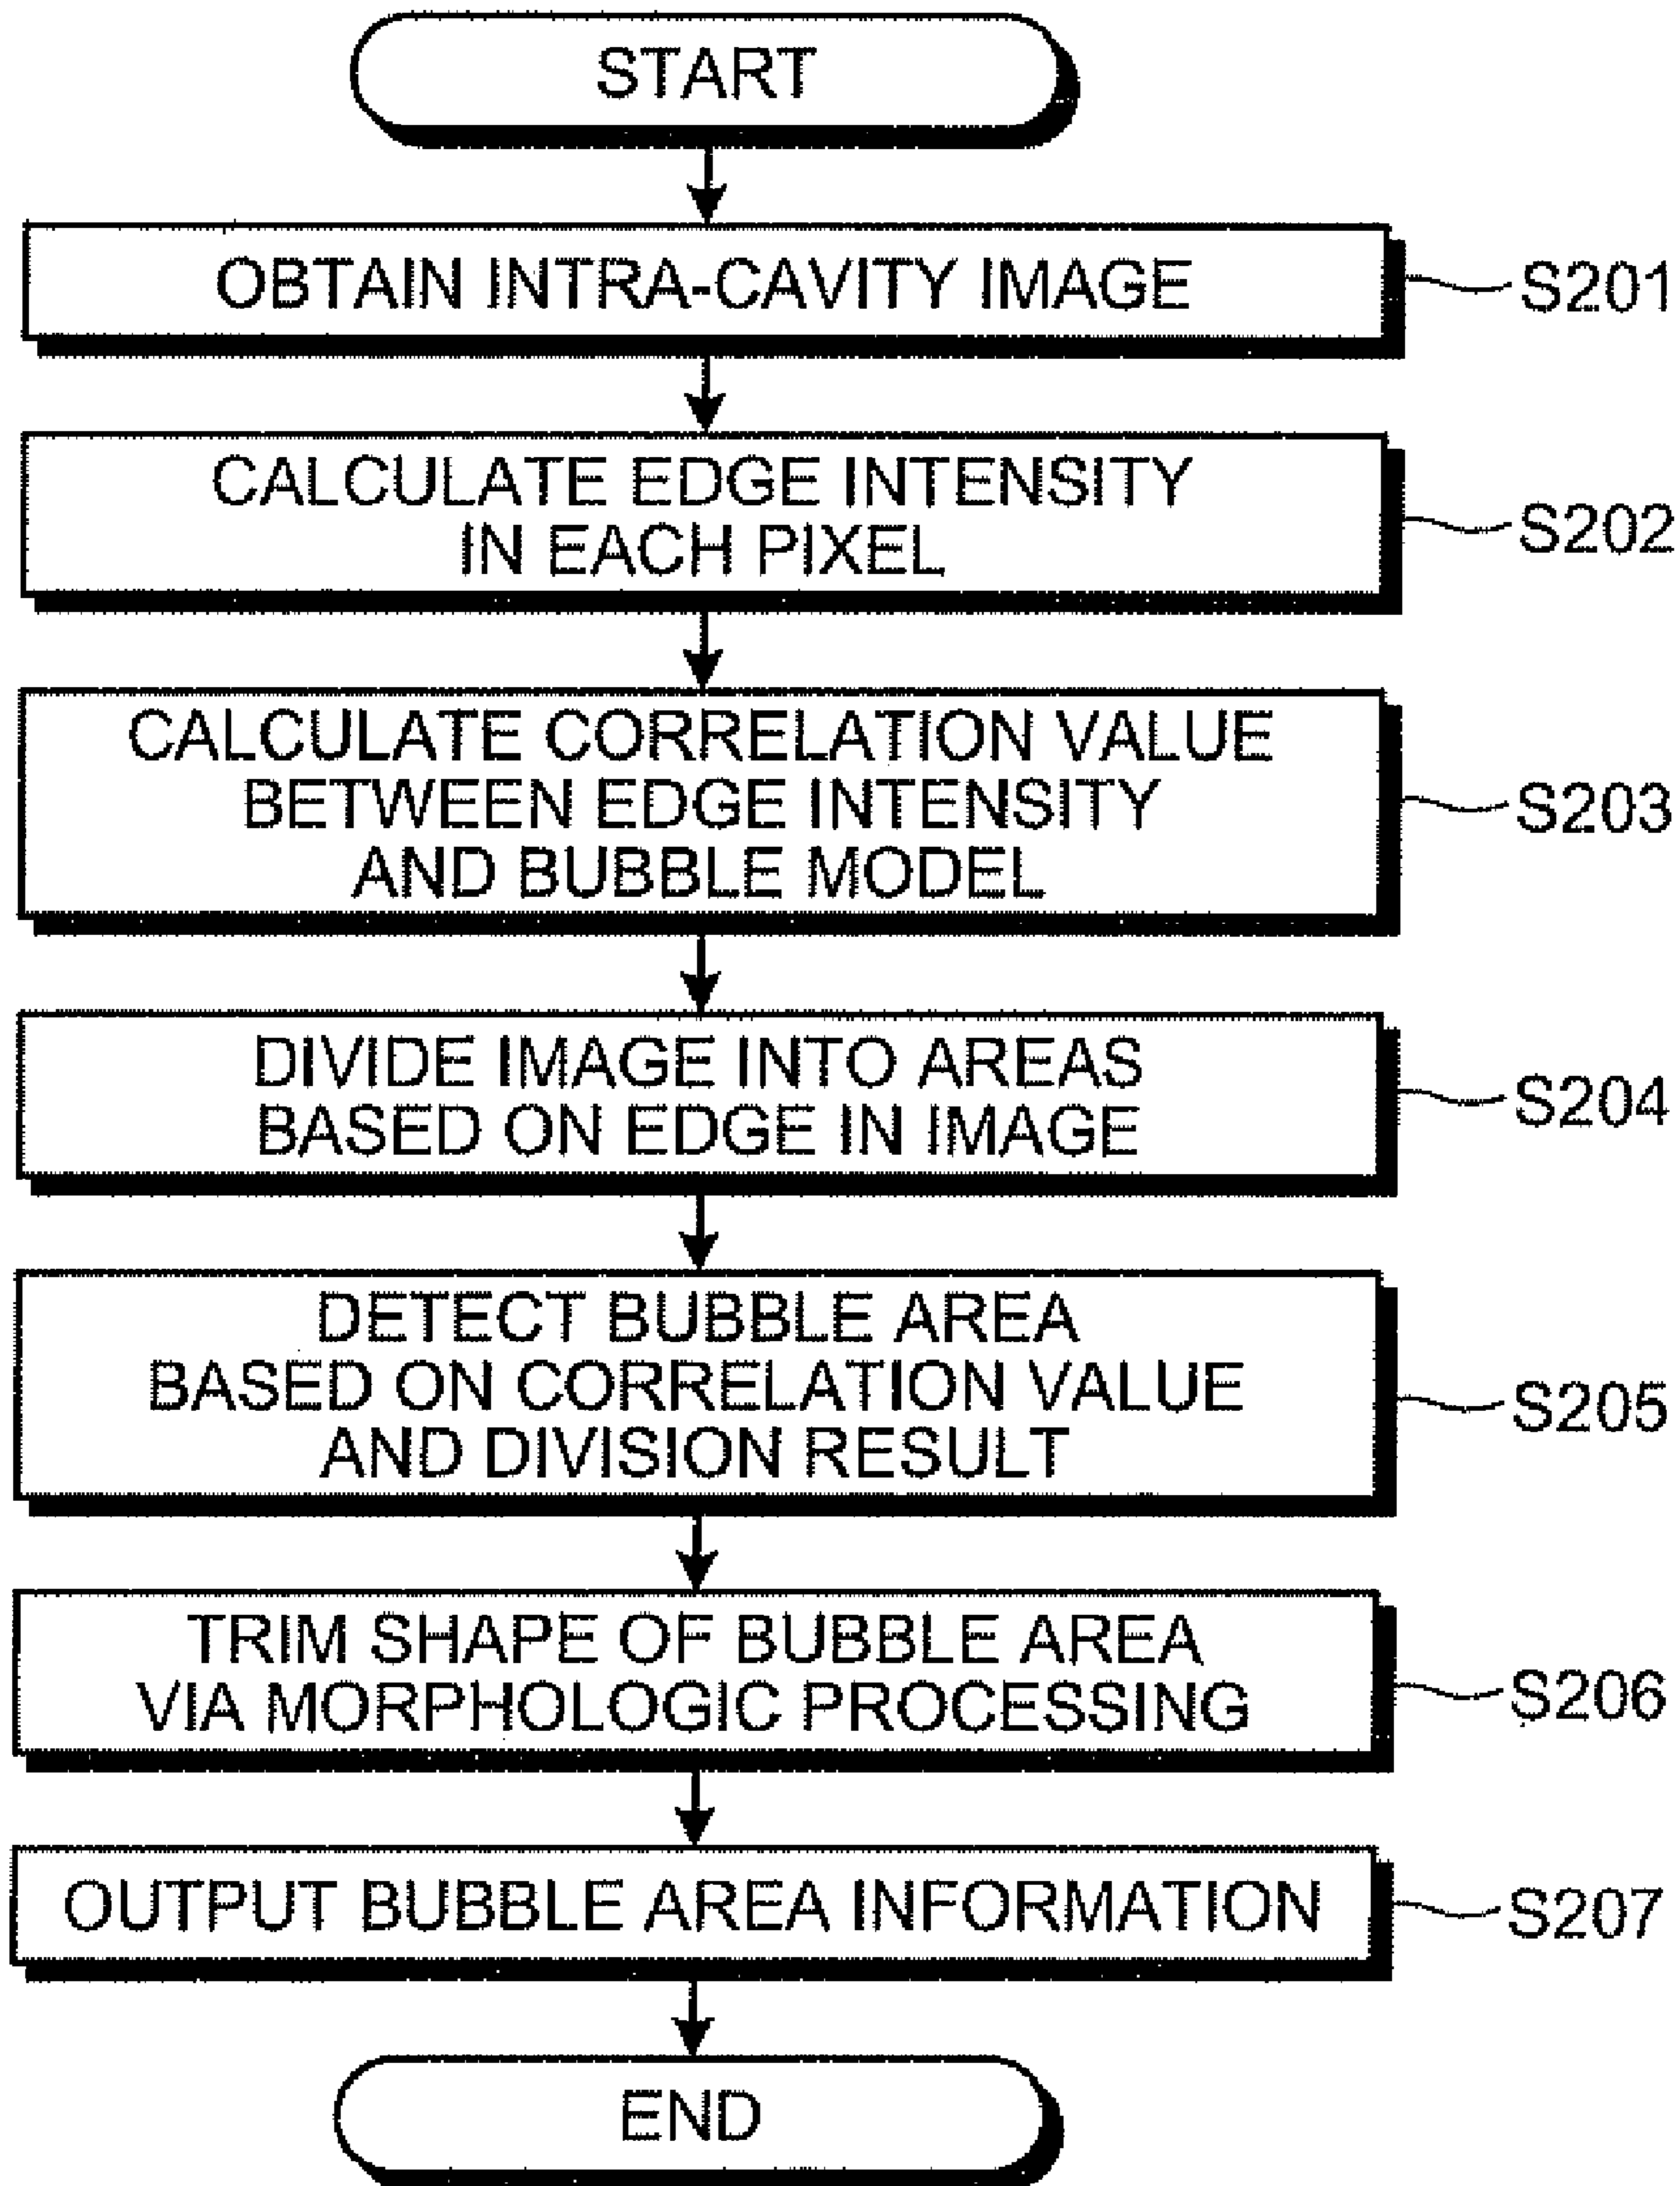 START
OBTAIN INTRA-CAVITY IMAGE
S201
CALCULATE EDGE INTENSITY
IN EACH PIXEL
S202
CALCULATE CORRELATION VALUE
BETWEEN EDGE INTENSITY
AND BUBBLE MODEL
S203
DIVIDE IMAGE INTO AREAS
BASED ON EDGE IN IMAGE
S204
DETECT BUBBLE AREA
BASED ON CORRELATION VALUE
AND DIVISION RESULT
S205
TRIM SHAPE OF BUBBLE AREA
VIA MORPHOLOGIC PROCESSING
S206
OUTPUT BUBBLE AREA INFORMATION
S207
END